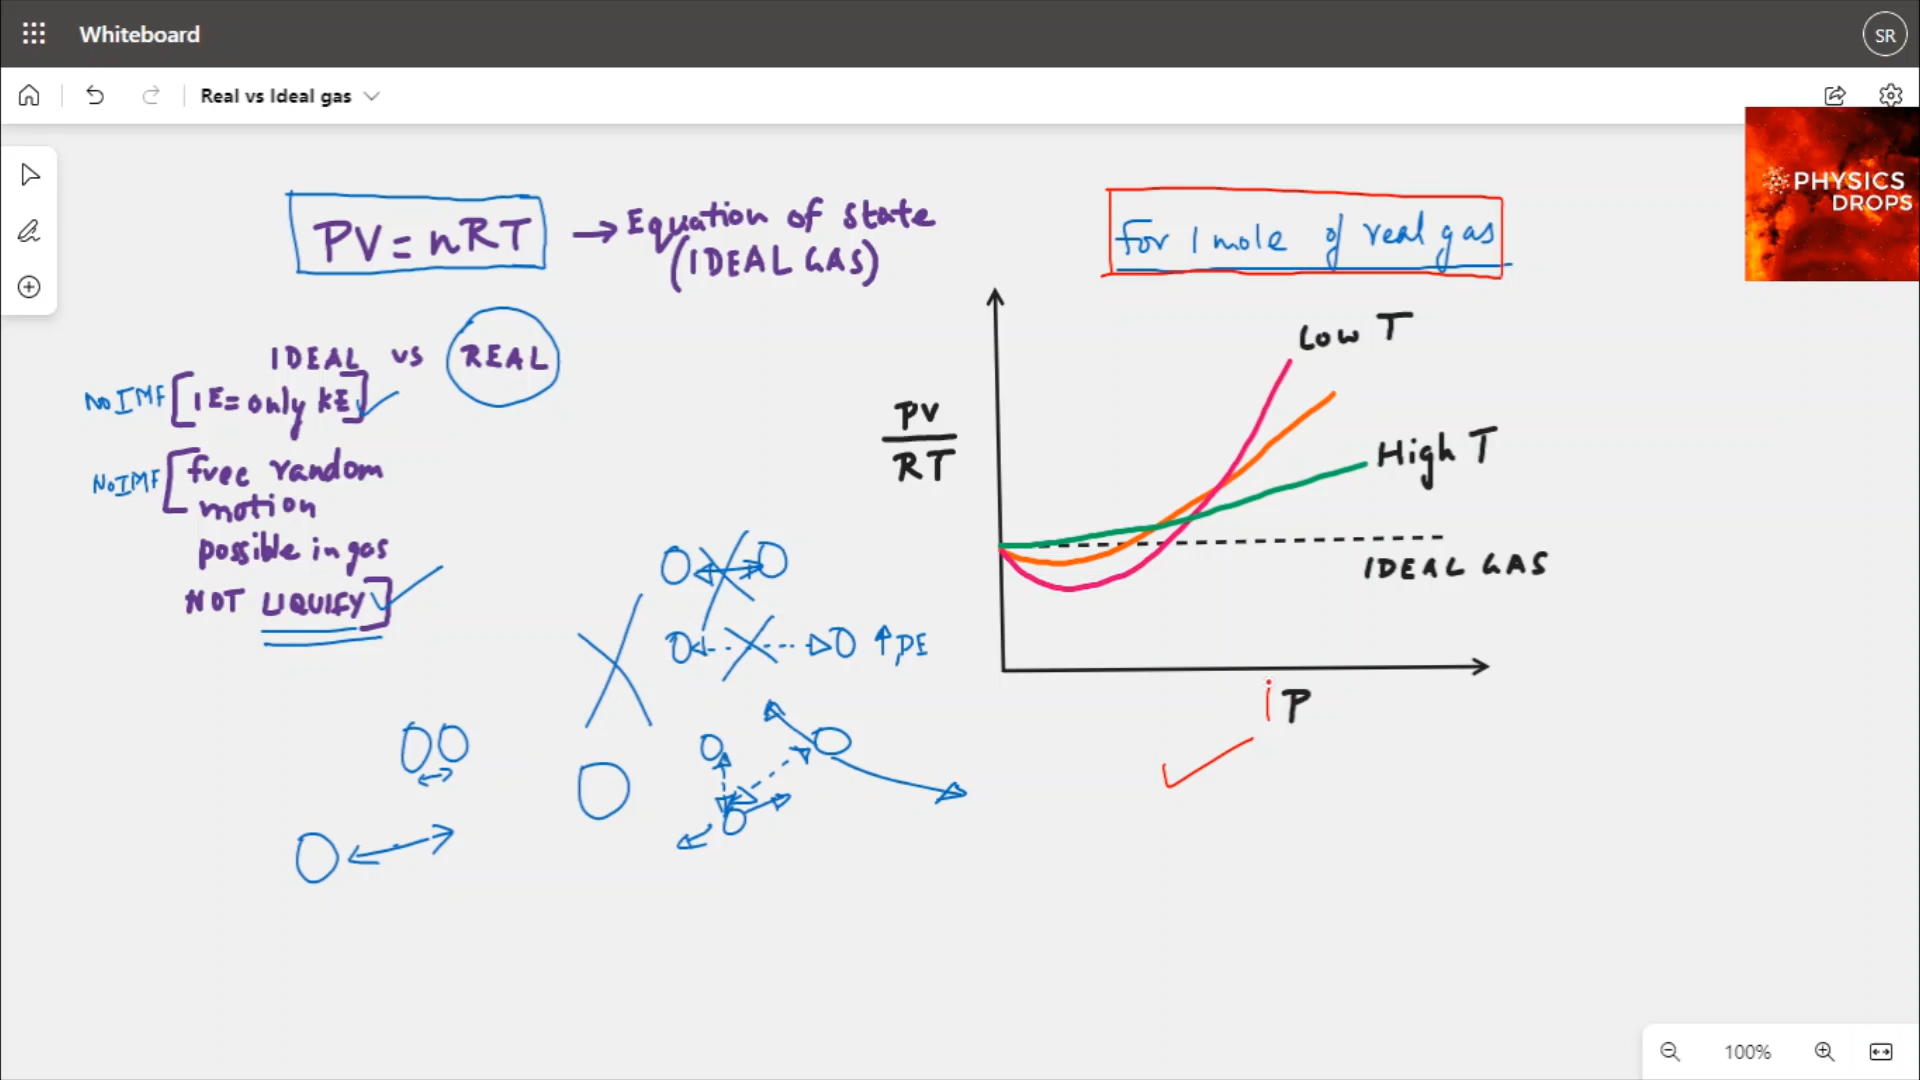 Whiteboard
SR
Real vs Ideal gas
PHYSICS
DROPS
PV = nRT → Equation of state
(IDEAL GAS)
for 1 mole of real gas
IDEAL vs REAL
NO IMF [IE = only KE]
NO IMF [free random
motion
possible in gas
NOT LIQUIFY]
↑ PE
PV
RT
Low T
High T
IDEAL GAS
P
100%